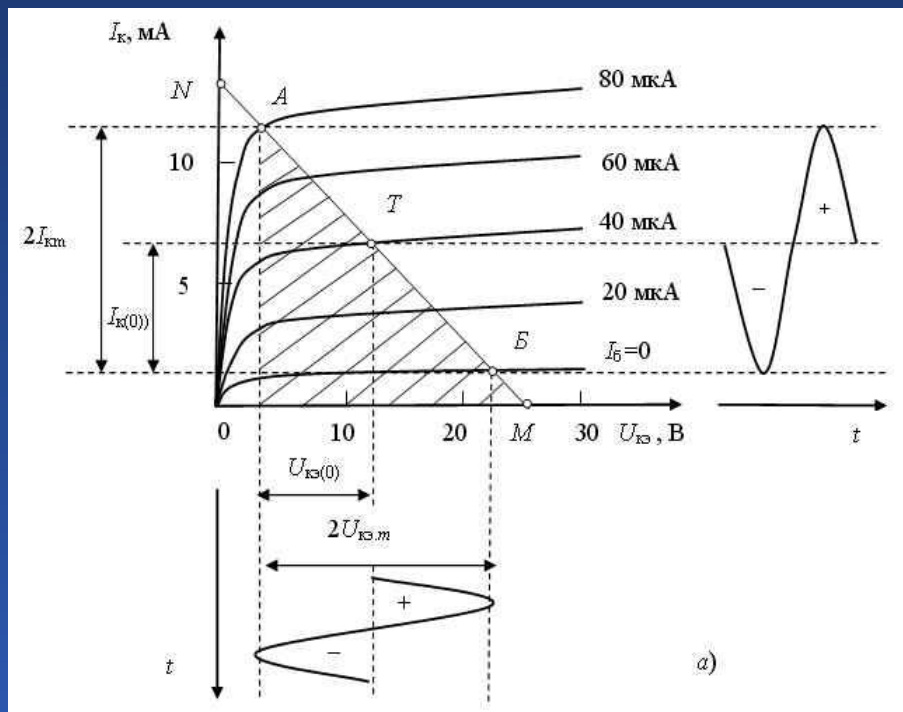 Iк, мА
N
A
80 мкА
10
60 мкА
T
+
2Iкm
40 мкА
5
20 мкА
–
Iк(0))
Б
Iб=0
0
10
20
M
30
Uкэ, В
t
Uкэ(0)
2Uкэ.m
+
–
t
а)